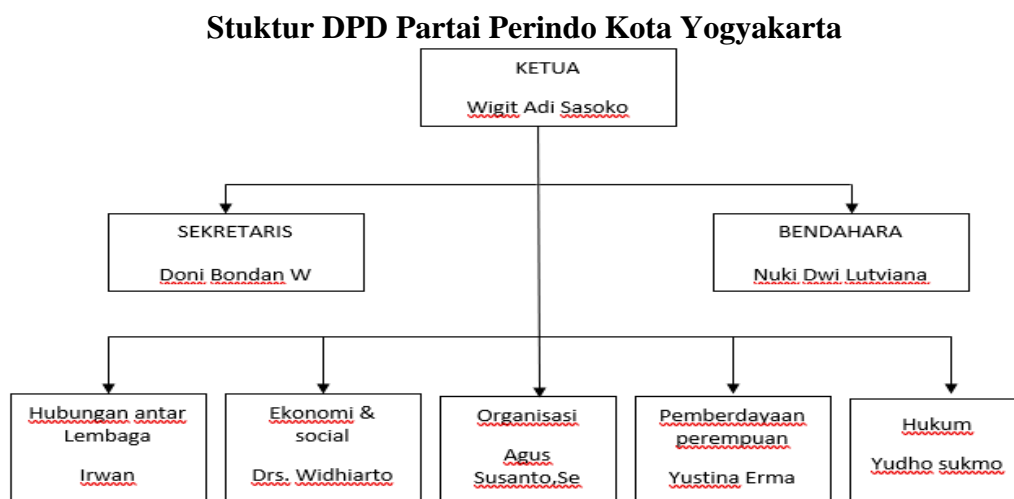 Stuktur DPD Partai Perindo Kota Yogyakarta
KETUA
Wigit Adi Sasoko
SEKRETARIS
Doni Bondan W
BENDAHARA
Nuki Dwi Lutviana
Hubungan antar
Lembaga
Irwan
Ekonomi &
social
Drs. Widhiarto
Organisasi
Agus
Susanto,Se
Pemberdayaan
perempuan
Yustina Erma
Hukum
Yudho sukmo